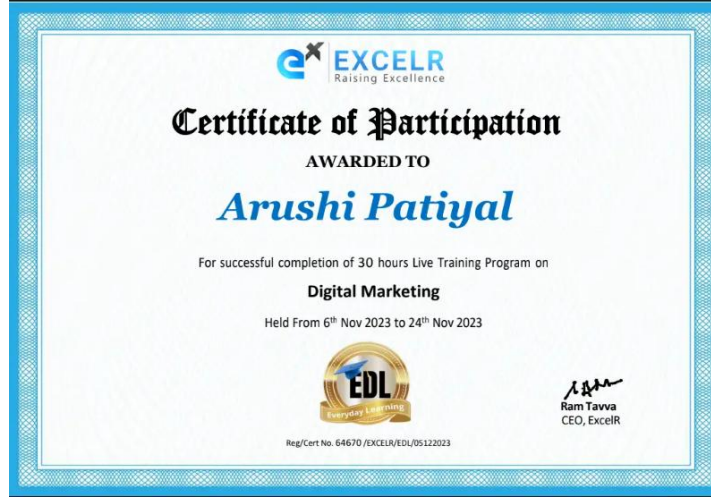 ex EXCELR
Raising Excellence
Certificate of Participation
AWARDED TO
Arushi Patiyal
For successful completion of 30 hours Live Training Program on
Digital Marketing
Held From 6th Nov 2023 to 24th Nov 2023
EDL
Everyday Learning
Ram Tavva
CEO, ExcelR
Reg/Cert No. 64670 /EXCELR/EDL/05122023